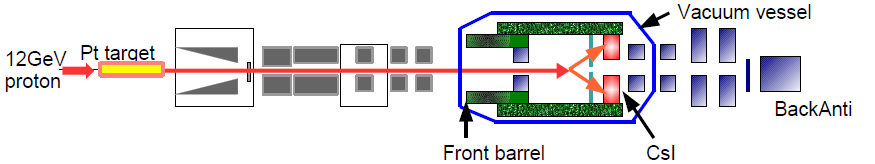 Vacuum vessel
Pt target
12GeV
proton
BackAnti
Front barrel
CsI